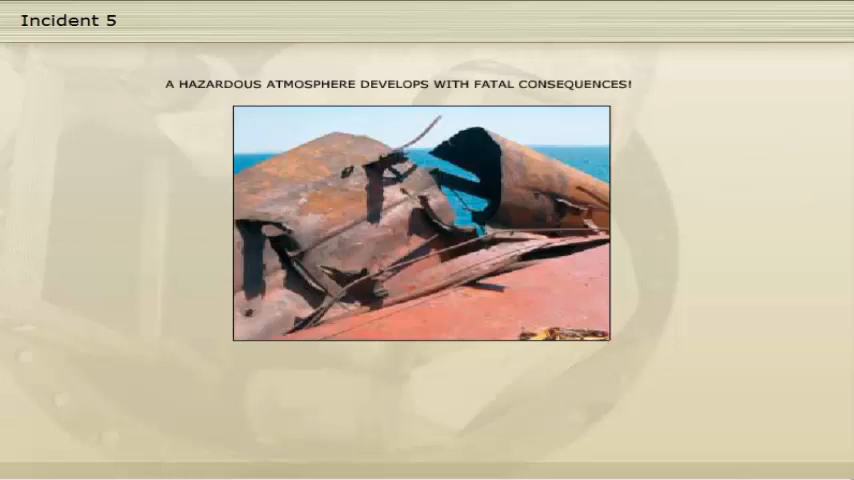 Incident 5
A HAZARDOUS ATMOSPHERE DEVELOPS WITH FATAL CONSEQUENCES!